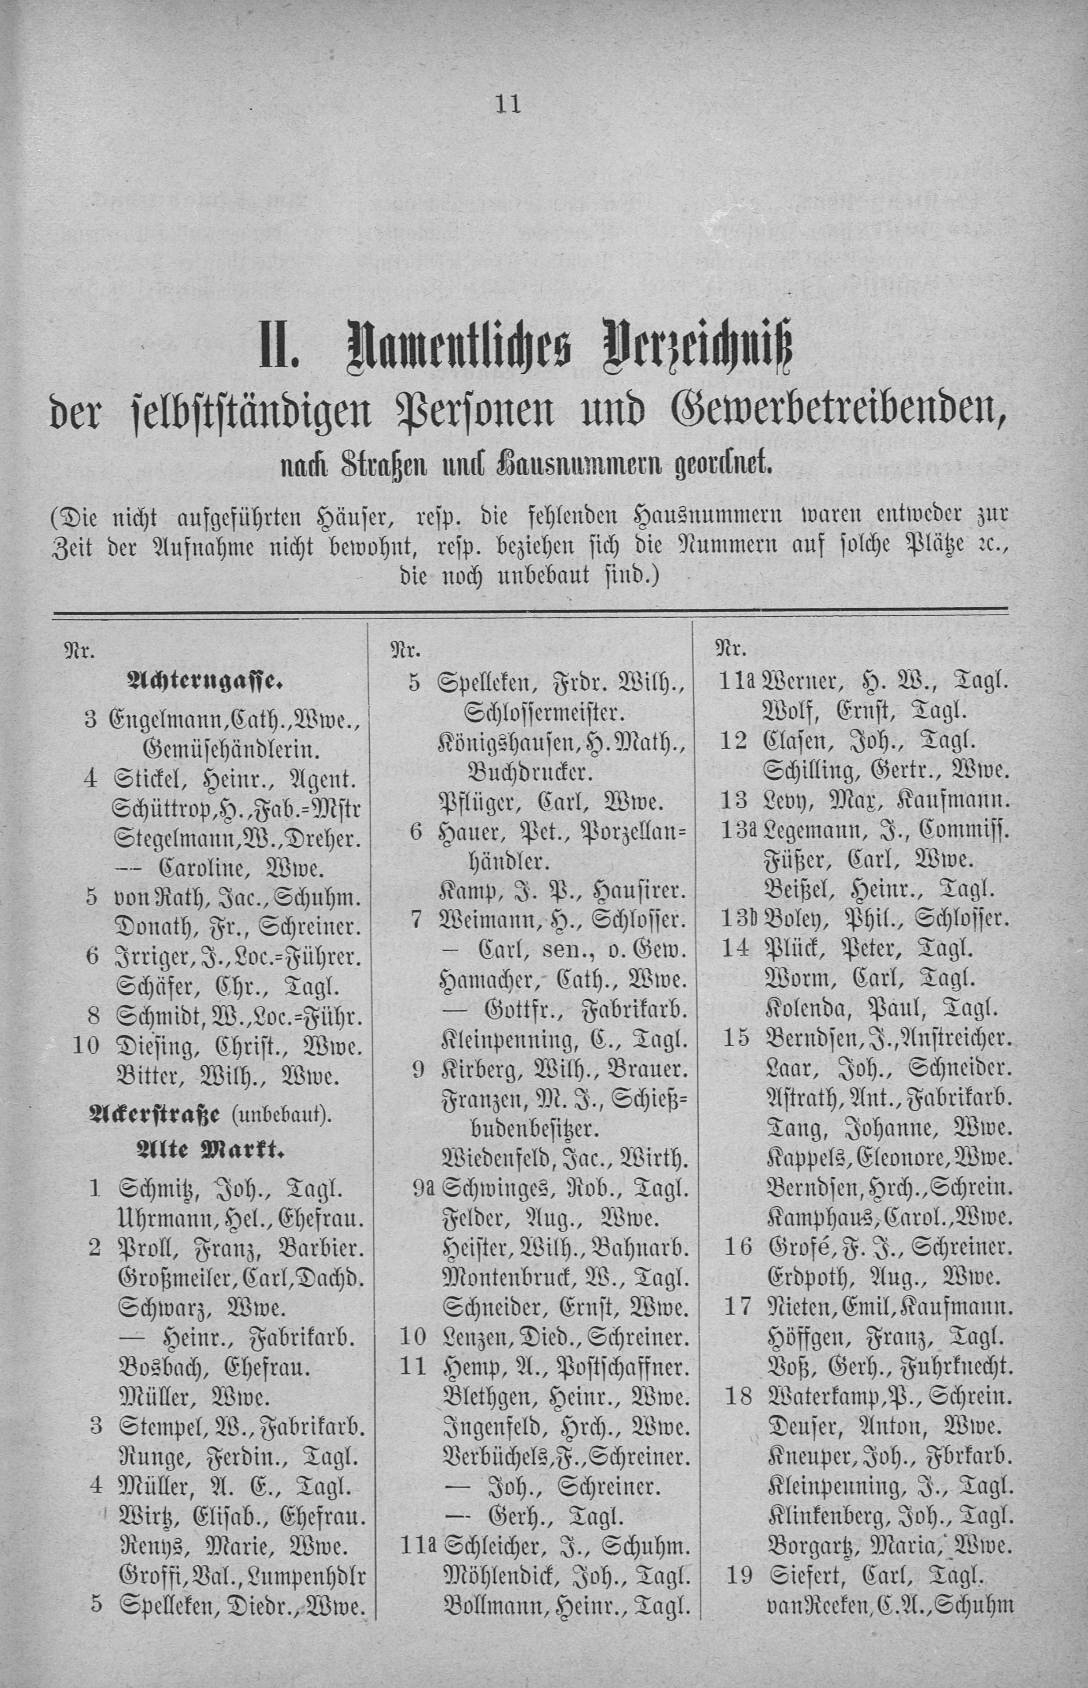 11
II. Namentliches Verzeichniß
der selbstständigen Personen und Gewerbetreibenden,
nach Straßen und Hausnummern geordnet.
(Die nicht aufgeführten Häuser, resp. die fehlenden Hausnummern waren entweder zur
Zeit der Aufnahme nicht bewohnt, resp. beziehen sich die Nummern auf solche Plätze ꝛc.,
die noch unbebaut sind.)
Nr.
Achterngasse.
3 Engelmann, Cath., Wwe.,
Gemüsehändlerin.
4 Stickel, Heinr., Agent.
Schüttrop, H., Fab.-Mstr
Stegelmann, W., Dreher.
— Caroline, Wwe.
5 von Rath, Jac., Schuhm.
Donath, Fr., Schreiner.
6 Irriger, J., Loc.-Führer.
Schäfer, Chr., Tagl.
8 Schmidt, W., Loc.-Führ.
10 Diesing, Christ., Wwe.
Bitter, Wilh., Wwe.
Ackerstraße (unbebaut).
Alte Markt.
1 Schmitz, Joh., Tagl.
Uhrmann, Hel., Ehefrau.
2 Proll, Franz, Barbier.
Großmeiler, Carl, Dachd.
Schwarz, Wwe.
— Heinr., Fabrikarb.
Bosbach, Ehefrau.
Müller, Wwe.
3 Stempel, W., Fabrikarb.
Runge, Ferdin., Tagl.
4 Müller, A. E., Tagl.
Wirtz, Elisab., Ehefrau.
Renys, Marie, Wwe.
Groffi, Val., Lumpenhdlr
5 Spelleken, Diedr., Wwe.
Nr.
5 Spelleken, Frdr. Wilh.,
Schlossermeister.
Königshausen, H. Math.,
Buchdrucker.
Pflüger, Carl, Wwe.
6 Hauer, Pet., Porzellan-
händler.
Kamp, J. P., Hausirer.
7 Weimann, H., Schlosser.
— Carl, sen., o. Gew.
Hamacher, Cath., Wwe.
— Gottfr., Fabrikarb.
Kleinpenning, C., Tagl.
9 Kirberg, Wilh., Brauer.
Franzen, M. J., Schieß-
budenbesitzer.
Wiedenfeld, Jac., Wirth.
9a Schwinges, Rob., Tagl.
Felder, Aug., Wwe.
Heister, Wilh., Bahnarb.
Montenbruck, W., Tagl.
Schneider, Ernst, Wwe.
10 Lenzen, Died., Schreiner.
11 Hemp, A., Postschaffner.
Blethgen, Heinr., Wwe.
Ingenfeld, Hrch., Wwe.
Verbüchels, F., Schreiner.
— Joh., Schreiner.
— Gerh., Tagl.
11a Schleicher, J., Schuhm.
Möhlendick, Joh., Tagl.
Bollmann, Heinr., Tagl.
Nr.
11a Werner, H. W., Tagl.
Wolf, Ernst, Tagl.
12 Clasen, Joh., Tagl.
Schilling, Gertr., Wwe.
13 Levy, Max, Kaufmann.
13a Legemann, J., Commiss.
Füßer, Carl, Wwe.
Beißel, Heinr., Tagl.
13b Boley, Phil., Schlosser.
14 Plück, Peter, Tagl.
Worm, Carl, Tagl.
Kolenda, Paul, Tagl.
15 Berndsen, J., Anstreicher.
Laar, Joh., Schneider.
Astrath, Ant., Fabrikarb.
Tang, Johanne, Wwe.
Kappels, Eleonore, Wwe.
Berndsen, Hrch., Schrein.
Kamphaus, Carol., Wwe.
16 Grofé, F. J., Schreiner.
Erdpoth, Aug., Wwe.
17 Nieten, Emil, Kaufmann.
Höffgen, Franz, Tagl.
Voß, Gerh., Fuhrknecht.
18 Waterkamp, P., Schrein.
Deuser, Anton, Wwe.
Kneuper, Joh., Fbrkarb.
Kleinpenning, J., Tagl.
Klinkenberg, Joh., Tagl.
Borgartz, Maria, Wwe.
19 Siefert, Carl, Tagl.
van Reeken, C. A., Schuhm